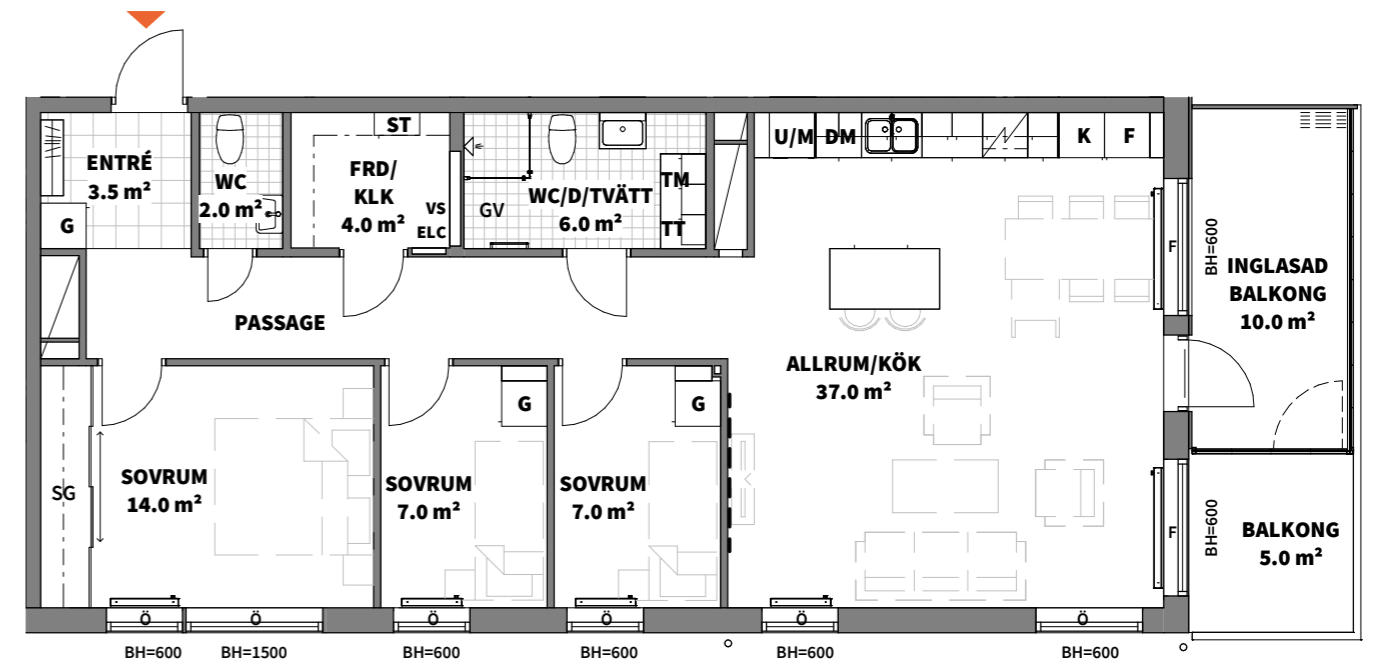 ENTRÉ
3.5 m²
G
WC
2.0 m²
ST
FRD/
KLK
4.0 m²
VS
ELC
GV
WC/D/TVÄTT
6.0 m²
TM
TT
U/M DM K F
PASSAGE
ALLRUM/KÖK
37.0 m²
F
BH=600
INGLASAD
BALKONG
10.0 m²
SG
SOVRUM
14.0 m²
G
SOVRUM
7.0 m²
G
SOVRUM
7.0 m²
F
BH=600
BALKONG
5.0 m²
Ö Ö Ö Ö Ö Ö
BH=600 BH=1500 BH=600 BH=600 BH=600 BH=600